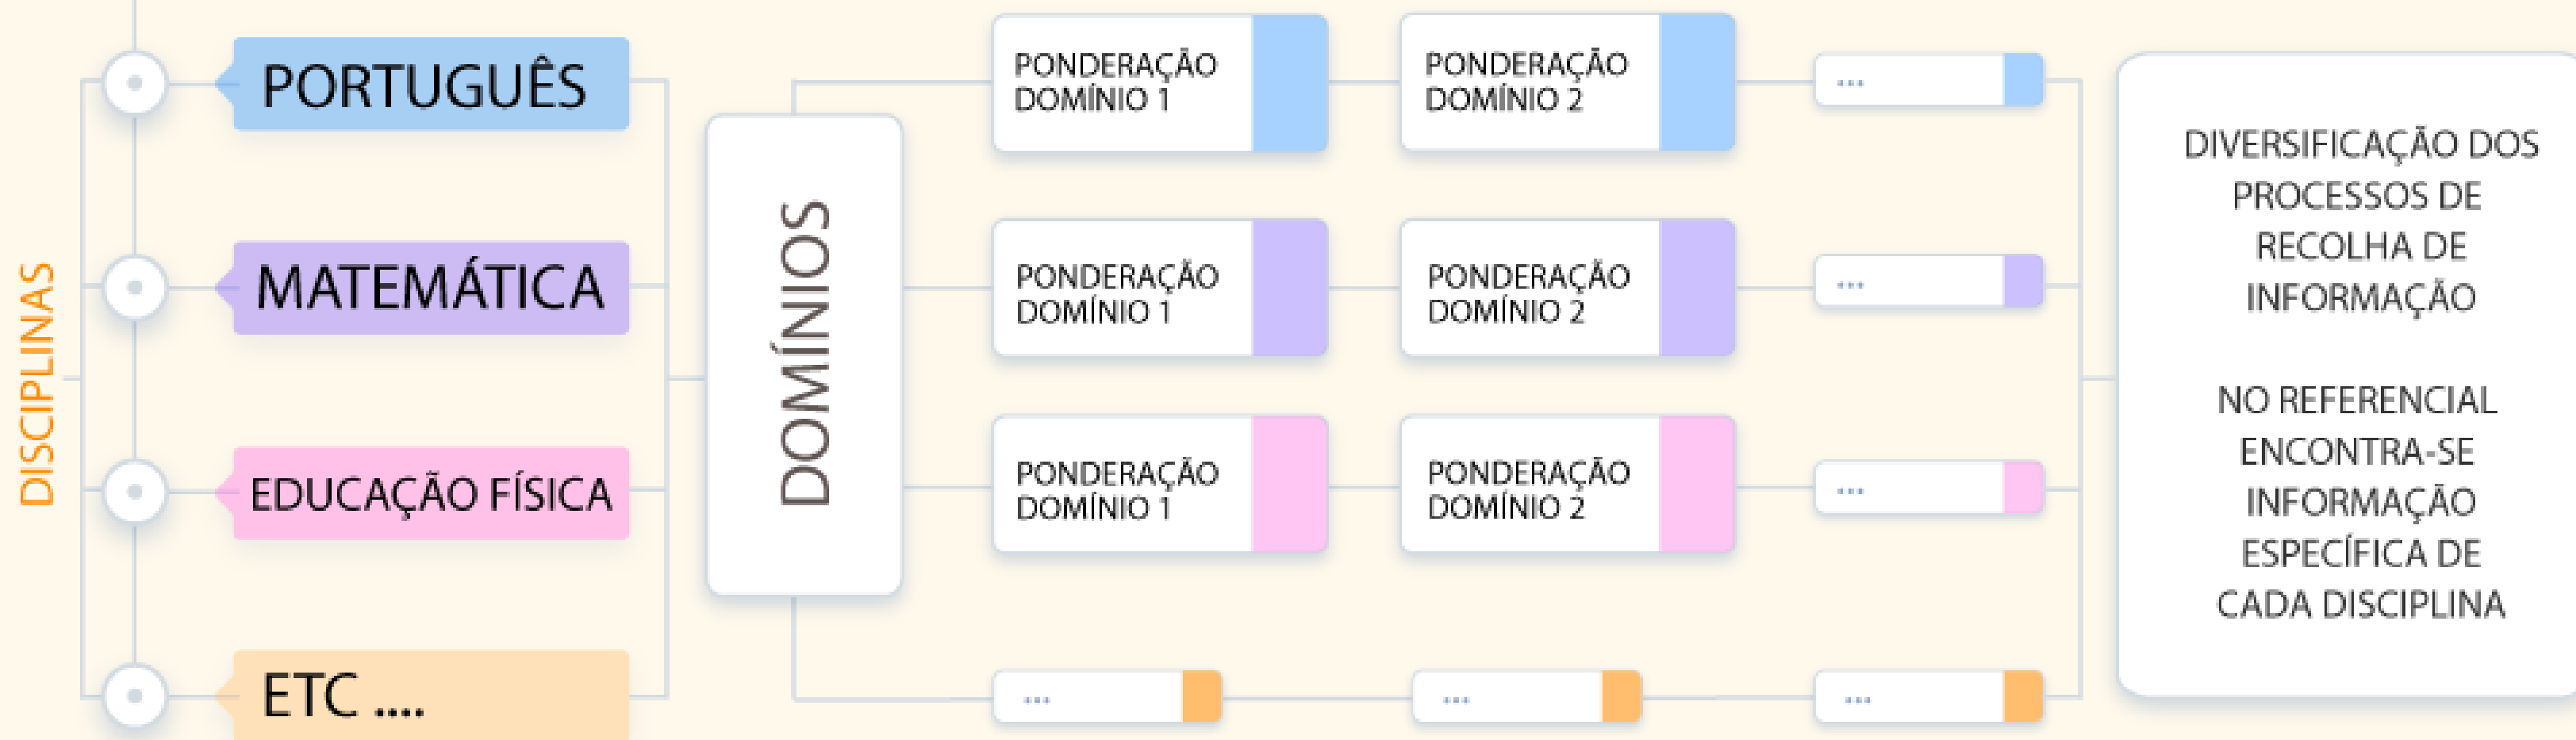 DISCIPLINAS
PORTUGUÊS
MATEMÁTICA
EDUCAÇÃO FÍSICA
ETC ....
DOMÍNIOS
PONDERAÇÃO
DOMÍNIO 1
PONDERAÇÃO
DOMÍNIO 2
...
PONDERAÇÃO
DOMÍNIO 1
PONDERAÇÃO
DOMÍNIO 2
...
PONDERAÇÃO
DOMÍNIO 1
PONDERAÇÃO
DOMÍNIO 2
...
...
...
...
DIVERSIFICAÇÃO DOS
PROCESSOS DE
RECOLHA DE
INFORMAÇÃO
NO REFERENCIAL
ENCONTRA-SE
INFORMAÇÃO
ESPECÍFICA DE
CADA DISCIPLINA